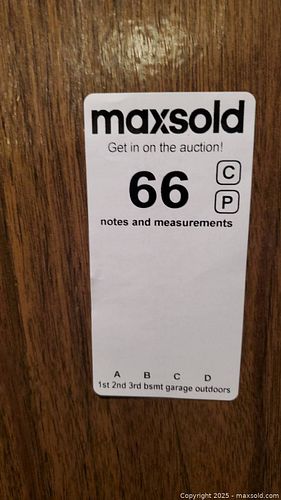 maxsold
Get in on the auction!
66
C
P
notes and measurements
A B C D
1st 2nd 3rd bsmt garage outdoors
Copyright 2025 - maxsold.com